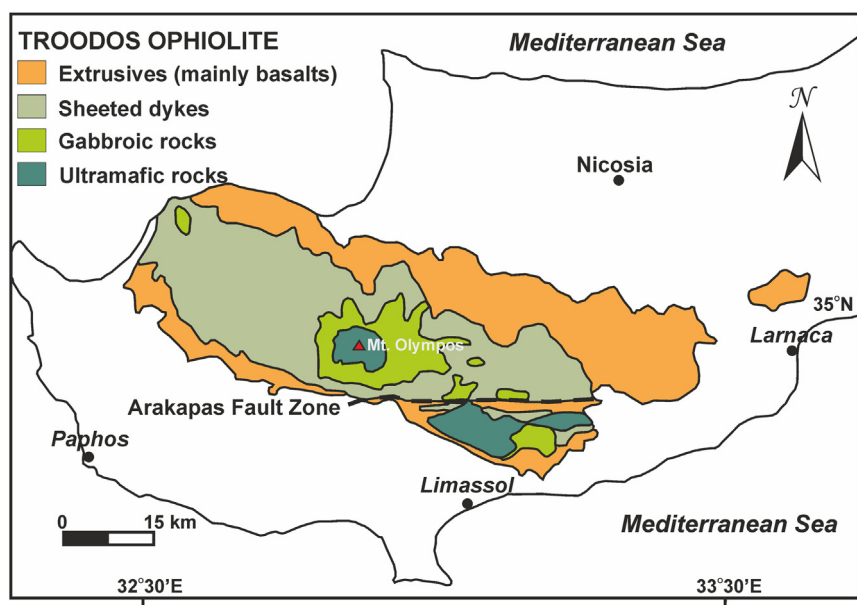 TROODOS OPHIOLITE
Extrusives (mainly basalts)
Sheeted dykes
Gabbroic rocks
Ultramafic rocks
Mediterranean Sea
N
Nicosia
35°N
Larnaca
Mt. Olympos
Arakapas Fault Zone
Paphos
Limassol
0 15 km
Mediterranean Sea
32°30'E
33°30'E